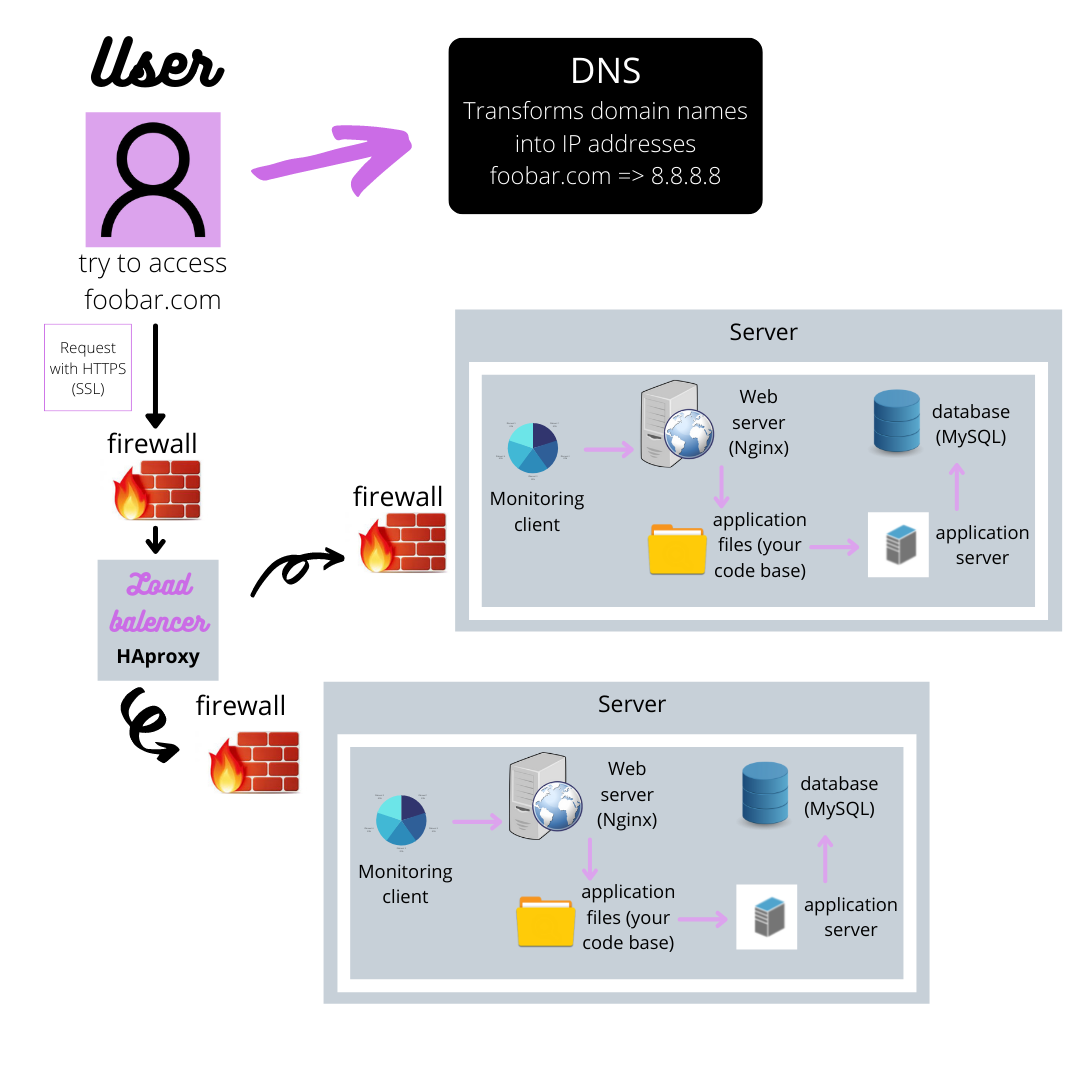 User
DNS
Transforms domain names
into IP addresses
foobar.com => 8.8.8.8
try to access
foobar.com
Request
with HTTPS
(SSL)
firewall
Load
balencer
HAproxy
firewall
Server
Monitoring
client
Web
server
(Nginx)
application
files (your
code base)
application
server
database
(MySQL)
firewall
Server
Monitoring
client
Web
server
(Nginx)
application
files (your
code base)
application
server
database
(MySQL)